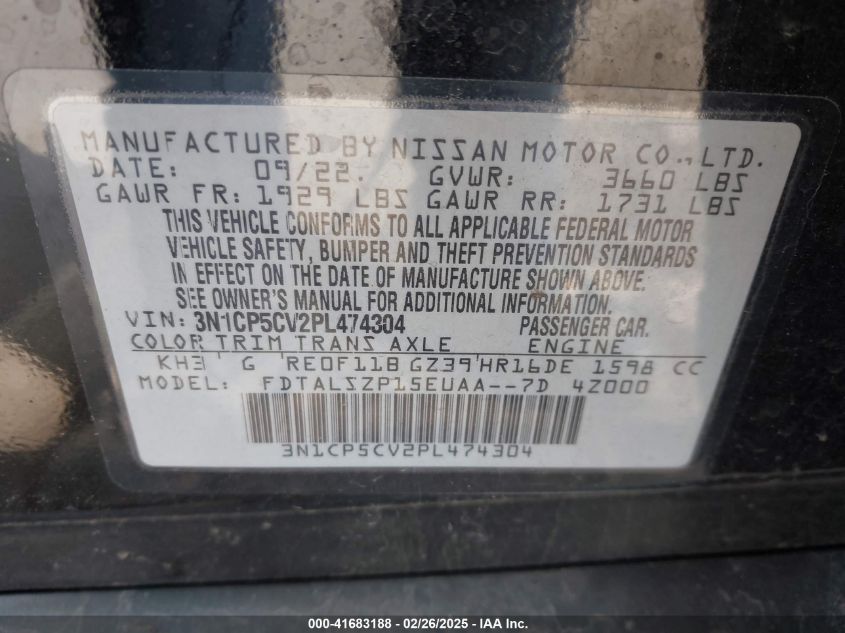 MANUFACTURED BY NISSAN MOTOR CO.,LTD.
DATE: 09/22. GVWR: 3660 LBS
GAWR FR: 1929 LBS GAWR RR: 1731 LBS
THIS VEHICLE CONFORMS TO ALL APPLICABLE FEDERAL MOTOR
VEHICLE SAFETY, BUMPER AND THEFT PREVENTION STANDARDS
IN EFFECT ON THE DATE OF MANUFACTURE SHOWN ABOVE.
SEE OWNER'S MANUAL FOR ADDITIONAL INFORMATION.
VIN: 3N1CP5CV2PL474304 PASSENGER CAR.
COLOR TRIM TRANS AXLE ENGINE
KH3 G RE0F11B GZ39 HR16DE 1598 CC
MODEL: FDTALSZP15EUAA--7D 4Z000
3N1CP5CV2PL474304
000-41683188 - 02/26/2025 - IAA Inc.